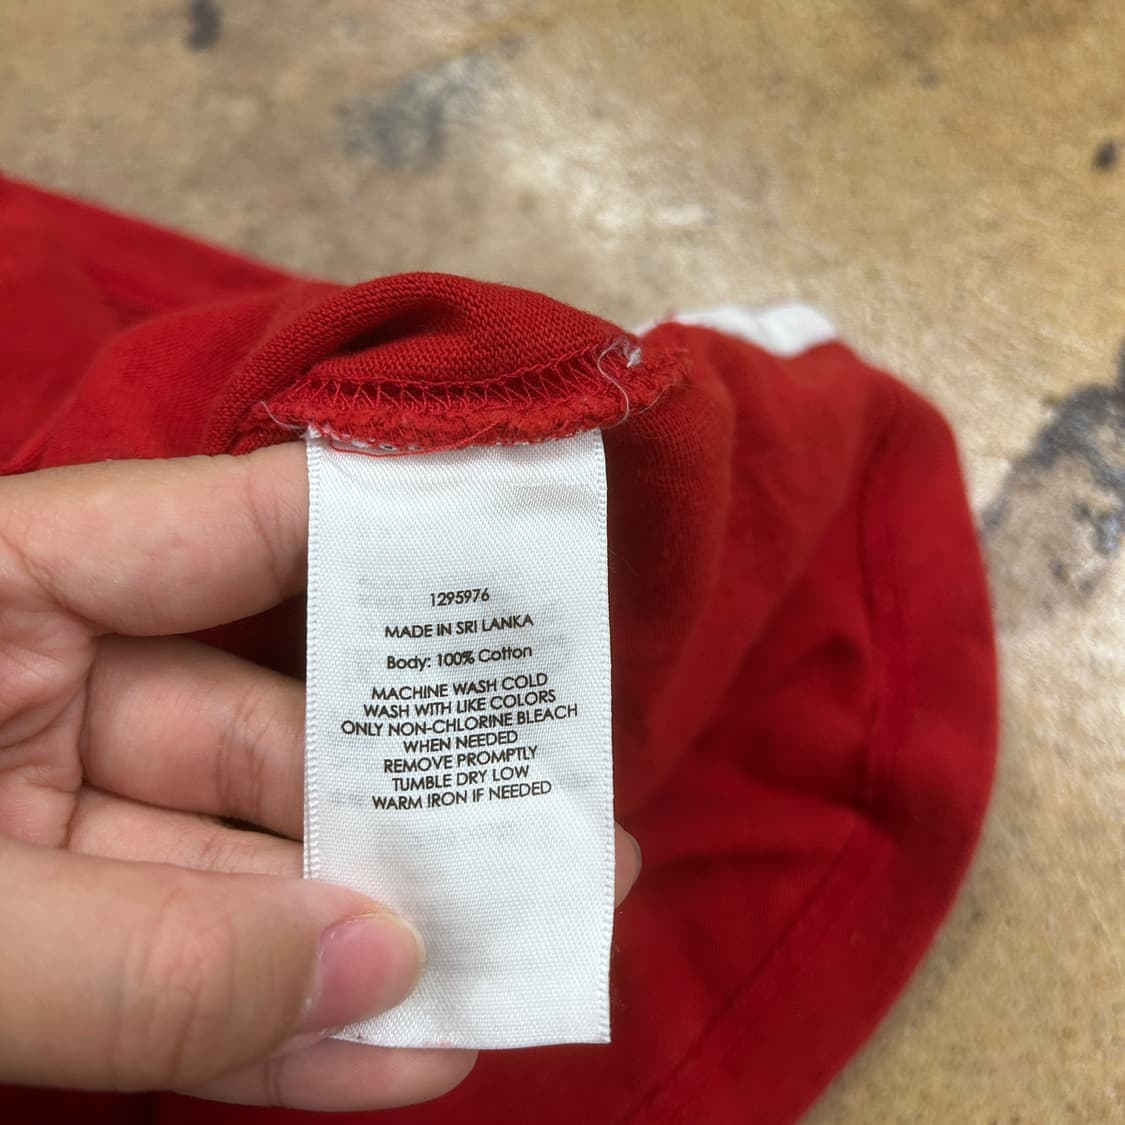 1295976
MADE IN SRI LANKA
Body: 100% Cotton
MACHINE WASH COLD
WASH WITH LIKE COLORS
ONLY NON-CHLORINE BLEACH
WHEN NEEDED
REMOVE PROMPTLY
TUMBLE DRY LOW
WARM IRON IF NEEDED